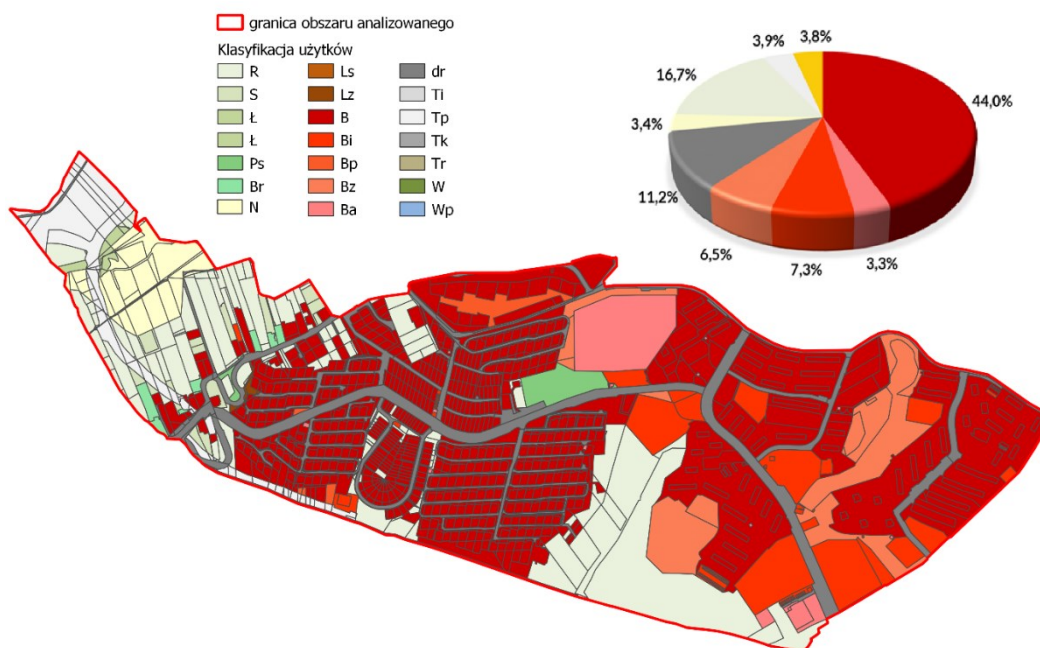 granica obszaru analizowanego
Klasyfikacja użytków
R Ls dr
S Lz Ti
Ł B Tp
Ł Bi Tk
Ps Bp Tr
Br Bz W
N Ba Wp
3,9% 3,8%
16,7%
44,0%
3,4%
11,2%
6,5% 7,3% 3,3%